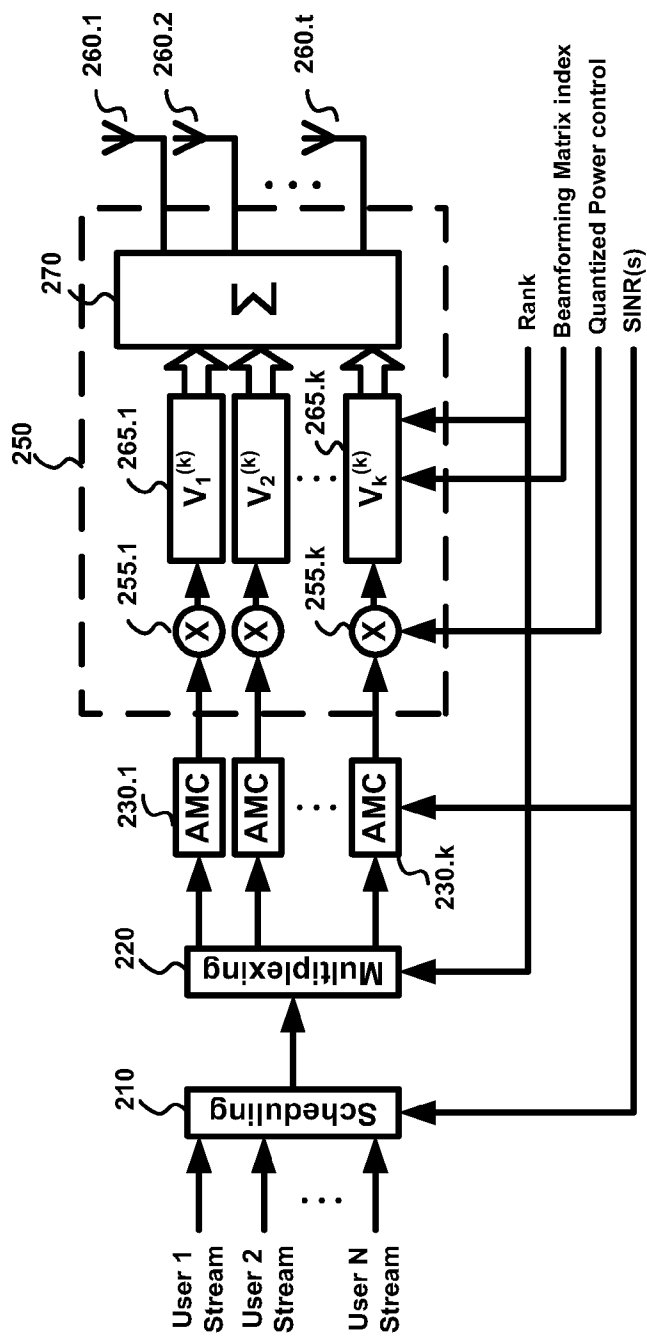 User 1
Stream
User 2
Stream
...
User N
Stream
210
Scheduling
220
Multiplexing
230.1
AMC
AMC
...
AMC
230.k
250
255.1
X
X
X
255.k
265.1
V1(k)
V2(k)
...
Vk(k)
265.k
270
Σ
260.1
260.2
...
260.t
Rank
Beamforming Matrix index
Quantized Power control
SINR(s)